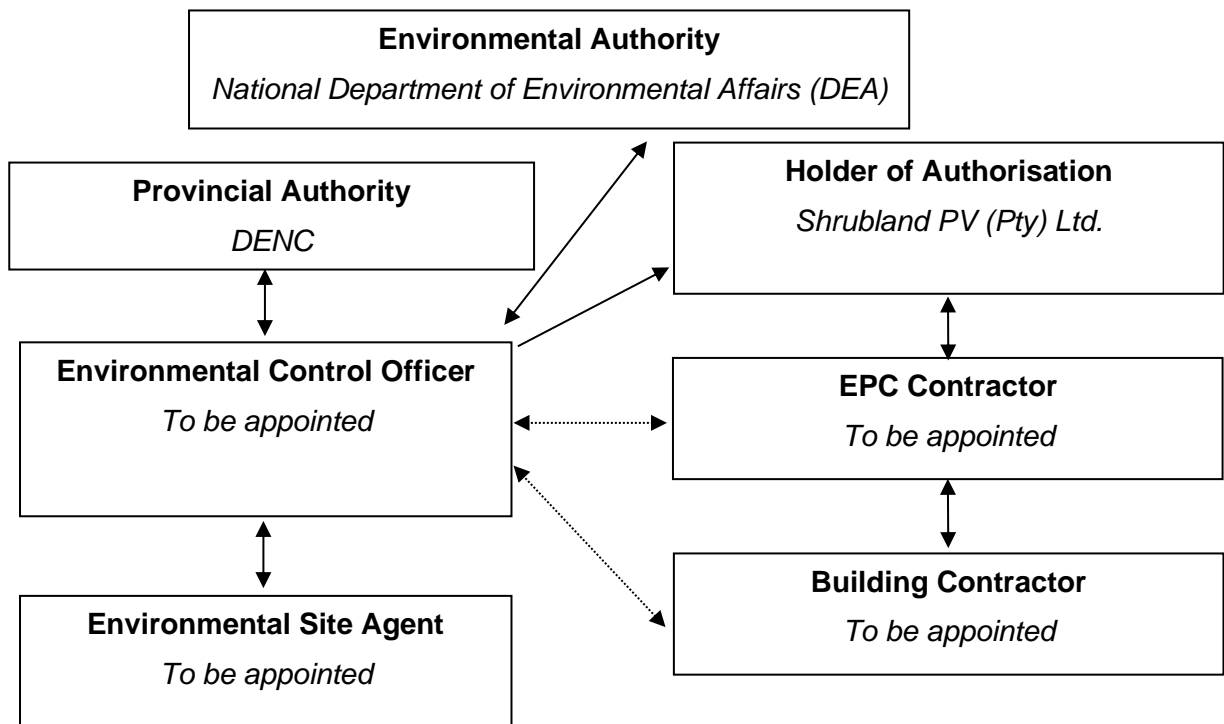 Environmental Authority
National Department of Environmental Affairs (DEA)
Provincial Authority
DENC
Holder of Authorisation
Shrubland PV (Pty) Ltd.
Environmental Control Officer
To be appointed
EPC Contractor
To be appointed
Environmental Site Agent
To be appointed
Building Contractor
To be appointed